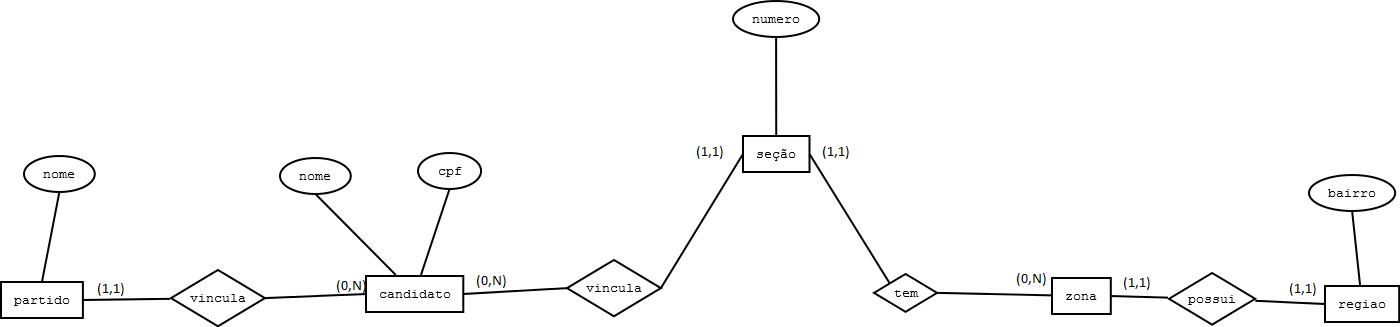 numero
(1,1)
seção
(1,1)
nome
nome
cpf
bairro
partido
(1,1)
vincula
(0,N)
candidato
(0,N)
vincula
tem
(0,N)
zona
(1,1)
possui
(1,1)
regiao